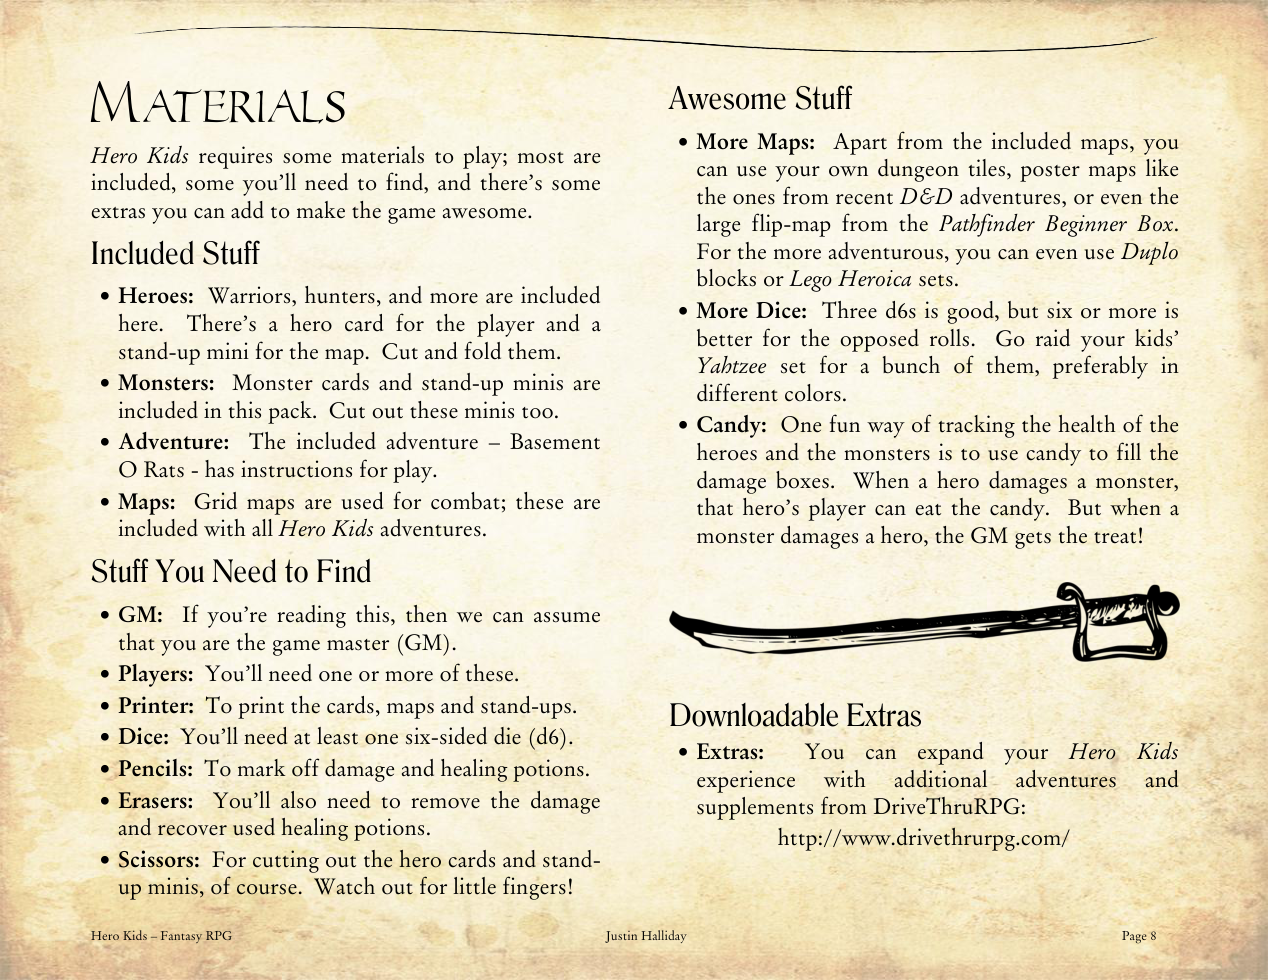 Materials
Hero Kids requires some materials to play; most are
included, some you’ll need to find, and there’s some
extras you can add to make the game awesome.
Included Stuff
• Heroes: Warriors, hunters, and more are included
here. There’s a hero card for the player and a
stand-up mini for the map. Cut and fold them.
• Monsters: Monster cards and stand-up minis are
included in this pack. Cut out these minis too.
• Adventure: The included adventure – Basement
O Rats - has instructions for play.
• Maps: Grid maps are used for combat; these are
included with all Hero Kids adventures.
Stuff You Need to Find
• GM: If you’re reading this, then we can assume
that you are the game master (GM).
• Players: You’ll need one or more of these.
• Printer: To print the cards, maps and stand-ups.
• Dice: You’ll need at least one six-sided die (d6).
• Pencils: To mark off damage and healing potions.
• Erasers: You’ll also need to remove the damage
and recover used healing potions.
• Scissors: For cutting out the hero cards and stand-
up minis, of course. Watch out for little fingers!
Awesome Stuff
• More Maps: Apart from the included maps, you
can use your own dungeon tiles, poster maps like
the ones from recent D&D adventures, or even the
large flip-map from the Pathfinder Beginner Box.
For the more adventurous, you can even use Duplo
blocks or Lego Heroica sets.
• More Dice: Three d6s is good, but six or more is
better for the opposed rolls. Go raid your kids’
Yahtzee set for a bunch of them, preferably in
different colors.
• Candy: One fun way of tracking the health of the
heroes and the monsters is to use candy to fill the
damage boxes. When a hero damages a monster,
that hero’s player can eat the candy. But when a
monster damages a hero, the GM gets the treat!
Downloadable Extras
• Extras: You can expand your Hero Kids
experience with additional adventures and
supplements from DriveThruRPG:
http://www.drivethrurpg.com/
Hero Kids – Fantasy RPG
Justin Halliday
Page 8